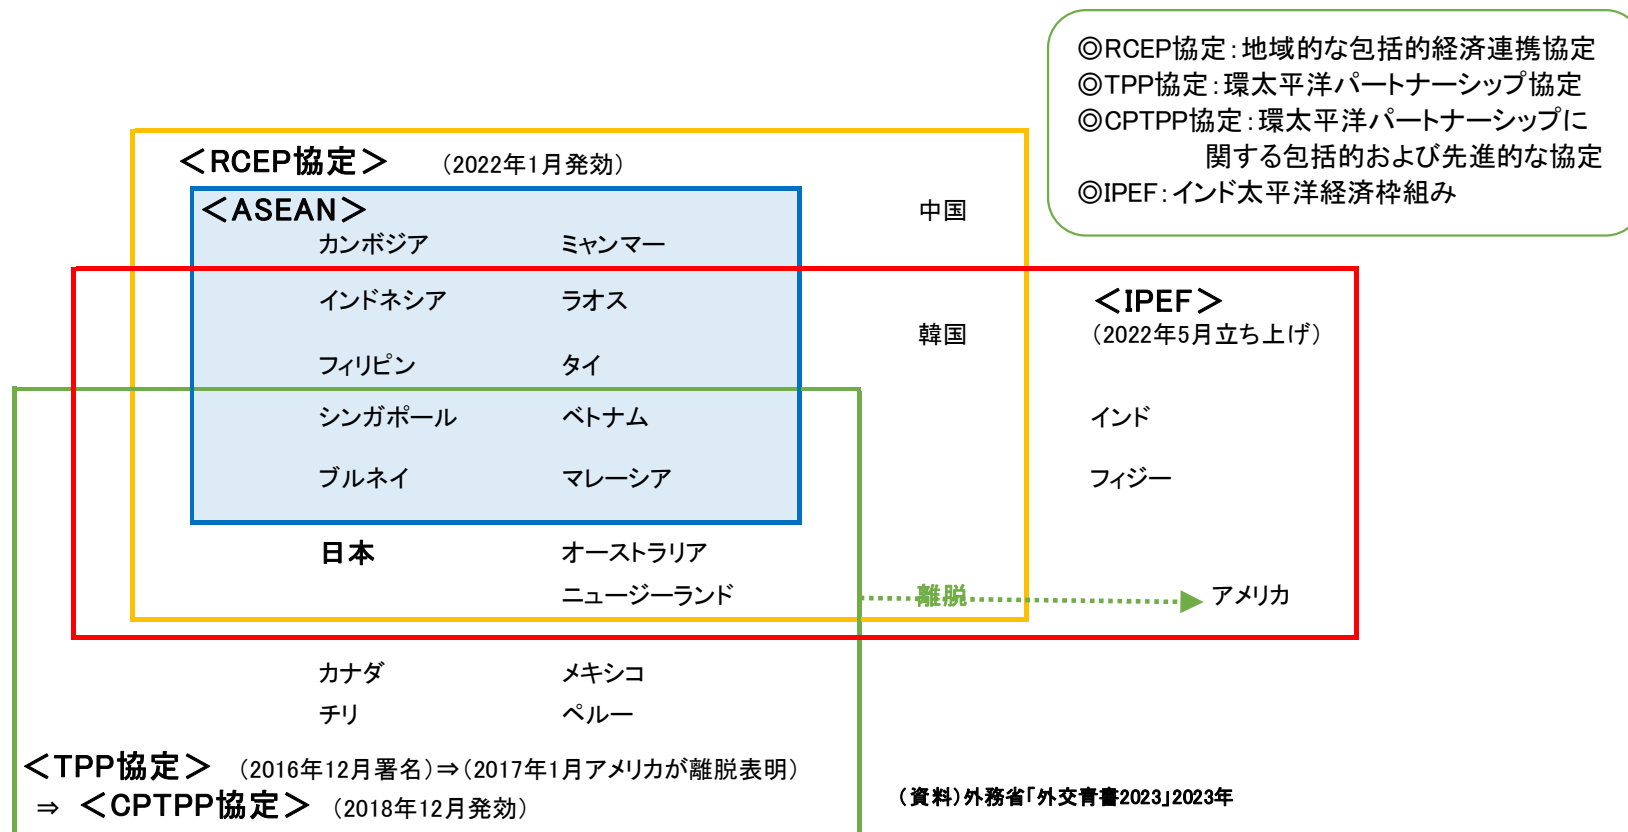 ◎RCEP協定：地域的な包括的経済連携協定
◎TPP協定：環太平洋パートナーシップ協定
◎CPTPP協定：環太平洋パートナーシップに
関する包括的および先進的な協定
◎IPEF：インド太平洋経済枠組み
＜RCEP協定＞ （2022年1月発効）
＜ASEAN＞ 中国
カンボジア ミャンマー
インドネシア ラオス ＜IPEF＞
韓国 （2022年5月立ち上げ）
フィリピン タイ
シンガポール ベトナム インド
ブルネイ マレーシア フィジー
日本 オーストラリア
ニュージーランド 離脱 アメリカ
カナダ メキシコ
チリ ペルー
＜TPP協定＞ （2016年12月署名）⇒（2017年1月アメリカが離脱表明）
⇒ ＜CPTPP協定＞ （2018年12月発効）
（資料）外務省「外交青書2023」2023年